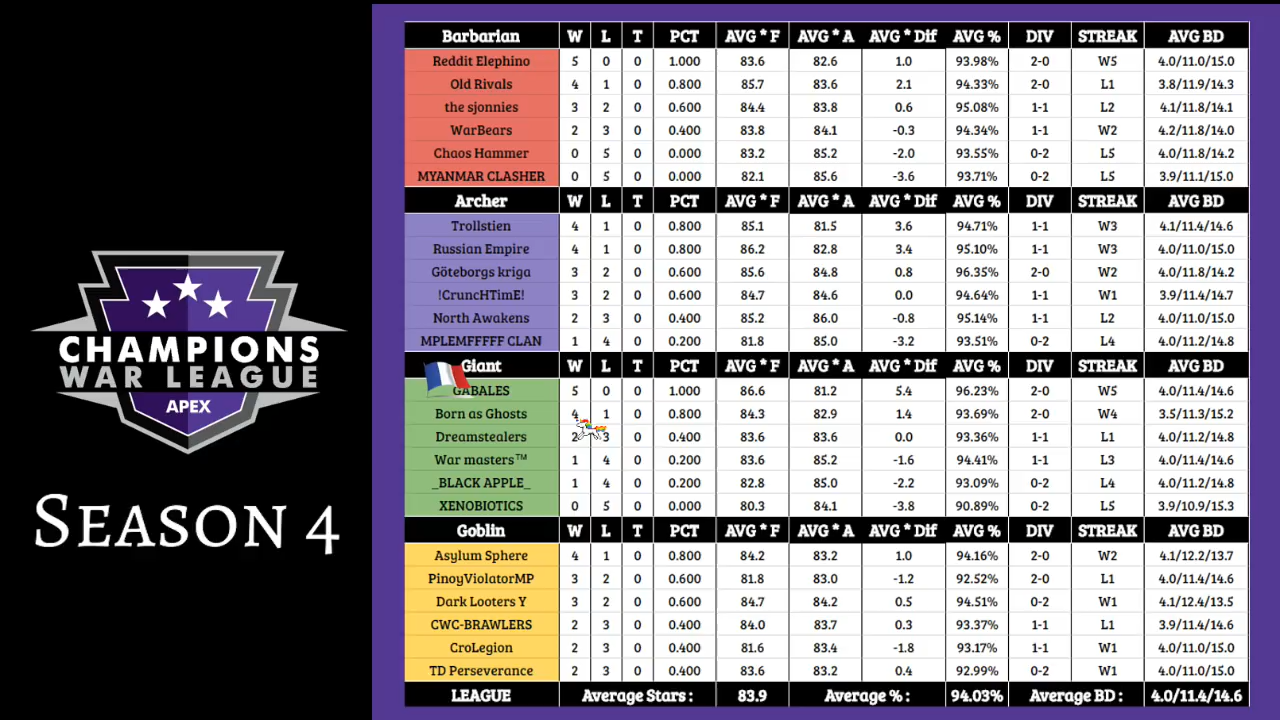 CHAMPIONS
WAR LEAGUE
APEX
SEASON 4
Barbarian W L T PCT AVG * F AVG * A AVG * Dif AVG % DIV STREAK AVG BD
Reddit Elephino 5 0 0 1.000 83.6 82.6 1.0 93.98% 2-0 W5 4.0/11.0/15.0
Old Rivals 4 1 0 0.800 85.7 83.6 2.1 94.33% 2-0 L1 3.8/11.9/14.3
the sjonnies 3 2 0 0.600 84.4 83.8 0.6 95.08% 1-1 L2 4.1/11.8/14.1
WarBears 2 3 0 0.400 83.8 84.1 -0.3 94.34% 1-1 W2 4.2/11.8/14.0
Chaos Hammer 0 5 0 0.000 83.2 85.2 -2.0 93.55% 0-2 L5 4.0/11.8/14.2
MYANMAR CLASHER 0 5 0 0.000 82.1 85.6 -3.6 93.71% 0-2 L5 3.9/11.1/15.0
Archer W L T PCT AVG * F AVG * A AVG * Dif AVG % DIV STREAK AVG BD
Trollstien 4 1 0 0.800 85.1 81.5 3.6 94.71% 1-1 W3 4.1/11.4/14.6
Russian Empire 4 1 0 0.800 86.2 82.8 3.4 95.10% 1-1 W3 4.0/11.0/15.0
Göteborgs kriga 3 2 0 0.600 85.6 84.8 0.8 96.35% 2-0 W2 4.0/11.8/14.2
!CruncHTimE! 3 2 0 0.600 84.7 84.6 0.0 94.64% 1-1 W1 3.9/11.4/14.7
North Awakens 2 3 0 0.400 85.2 86.0 -0.8 95.14% 1-1 L2 4.0/11.0/15.0
MPLEMFFFFF CLAN 1 4 0 0.200 81.8 85.0 -3.2 93.51% 0-2 L4 4.0/11.2/14.8
Giant W L T PCT AVG * F AVG * A AVG * Dif AVG % DIV STREAK AVG BD
GABALES 5 0 0 1.000 86.6 81.2 5.4 96.23% 2-0 W5 4.0/11.4/14.6
Born as Ghosts 4 1 0 0.800 84.3 82.9 1.4 93.69% 2-0 W4 3.5/11.3/15.2
Dreamstealers 2 3 0 0.400 83.6 83.6 0.0 93.36% 1-1 L1 4.0/11.2/14.8
War masters™ 1 4 0 0.200 83.6 85.2 -1.6 94.41% 1-1 L3 4.0/11.4/14.6
_BLACK APPLE_ 1 4 0 0.200 82.8 85.0 -2.2 93.09% 0-2 L4 4.0/11.2/14.8
XENOBIOTICS 0 5 0 0.000 80.3 84.1 -3.8 90.89% 0-2 L5 3.9/10.9/15.3
Goblin W L T PCT AVG * F AVG * A AVG * Dif AVG % DIV STREAK AVG BD
Asylum Sphere 4 1 0 0.800 84.2 83.2 1.0 94.16% 2-0 W2 4.1/12.2/13.7
PinoyViolatorMP 3 2 0 0.600 81.8 83.0 -1.2 92.52% 2-0 L1 4.0/11.4/14.6
Dark Looters Y 3 2 0 0.600 84.7 84.2 0.5 94.51% 0-2 W1 4.1/12.4/13.5
CWC-BRAWLERS 2 3 0 0.400 84.0 83.7 0.3 93.37% 1-1 L1 3.9/11.4/14.6
CroLegion 2 3 0 0.400 81.6 83.4 -1.8 93.17% 1-1 W1 4.0/11.0/15.0
TD Perseverance 2 3 0 0.400 83.6 83.2 0.4 92.99% 0-2 W1 4.0/11.0/15.0
LEAGUE Average Stars : 83.9 Average % : 94.03% Average BD : 4.0/11.4/14.6